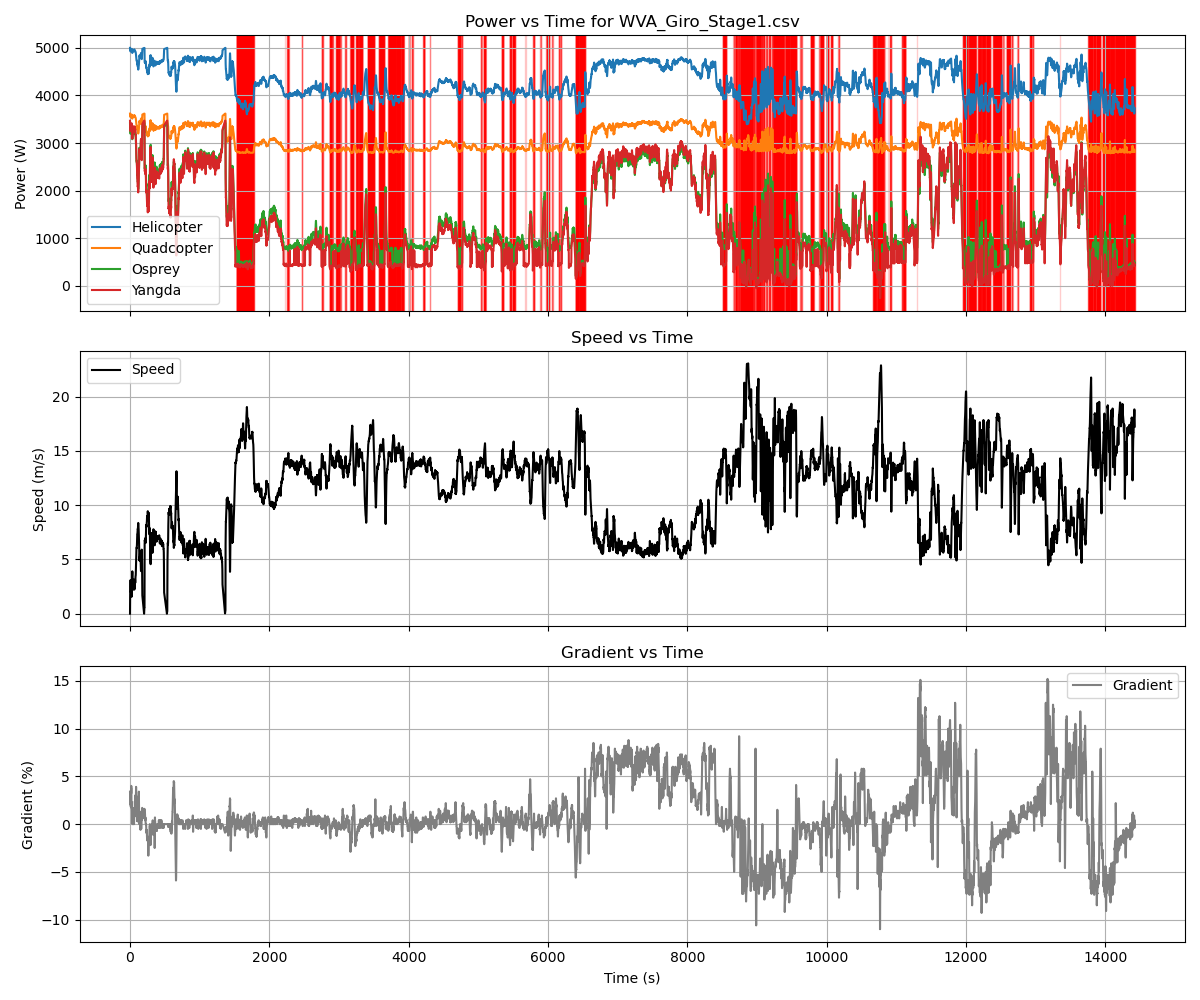 Power vs Time for WVA_Giro_Stage1.csv
5000
4000
3000
2000
1000
0
Power (W)
Helicopter
Quadcopter
Osprey
Yangda
Speed vs Time
Speed
20
15
10
5
0
Speed (m/s)
Gradient vs Time
Gradient
15
10
5
0
−5
−10
Gradient (%)
0 2000 4000 6000 8000 10000 12000 14000
Time (s)